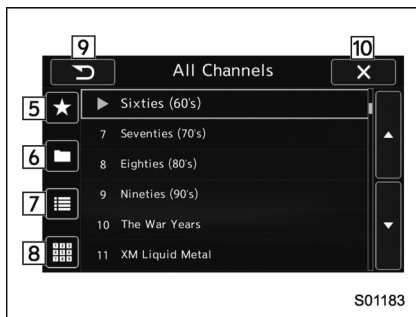 9 10
All Channels
5 Sixties (60's)
7 Seventies (70's)
6 8 Eighties (80's)
9 Nineties (90's)
7 10 The War Years
8 11 XM Liquid Metal
S01183